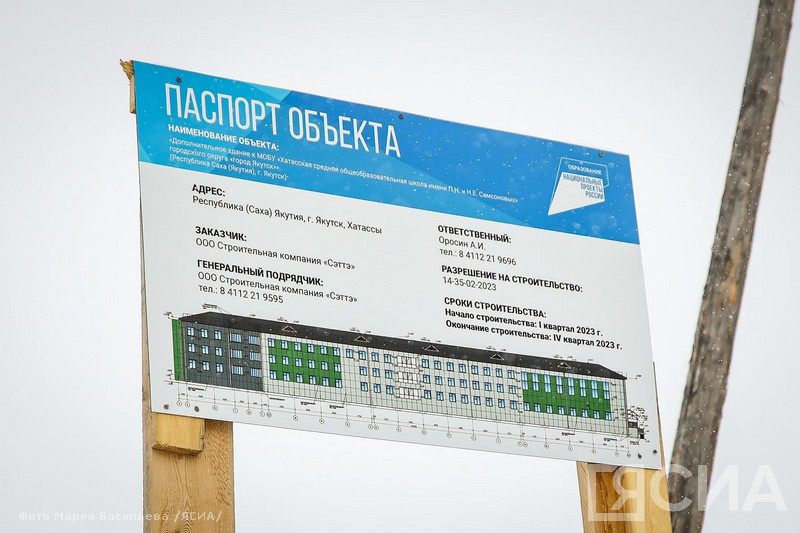 ПАСПОРТ ОБЪЕКТА
НАИМЕНОВАНИЕ ОБЪЕКТА:
«Дополнительное здание к МОБУ «Хатасская средняя общеобразовательная школа имени П.Н. и Н.Е. Самсоновых»
городского округа «город Якутск»»
(Республика Саха (Якутия), г. Якутск)·
ОБРАЗОВАНИЕ
НАЦИОНАЛЬНЫЕ
ПРОЕКТЫ
РОССИИ
АДРЕС:
Республика (Саха) Якутия, г. Якутск, Хатассы
ЗАКАЗЧИК:
ООО Строительная компания «Сэттэ»
ГЕНЕРАЛЬНЫЙ ПОДРЯДЧИК:
ООО Строительная компания «Сэттэ»
тел.: 8 4112 21 9595
ОТВЕТСТВЕННЫЙ:
Оросин А.И.
тел.: 8 4112 21 9696
РАЗРЕШЕНИЕ НА СТРОИТЕЛЬСТВО:
14-35-02-2023
СРОКИ СТРОИТЕЛЬСТВА:
Начало строительства: I квартал 2023 г.
Окончание строительства: IV квартал 2023 г.
Фото Мария Васильева /ЯСИА/
ЯСИА